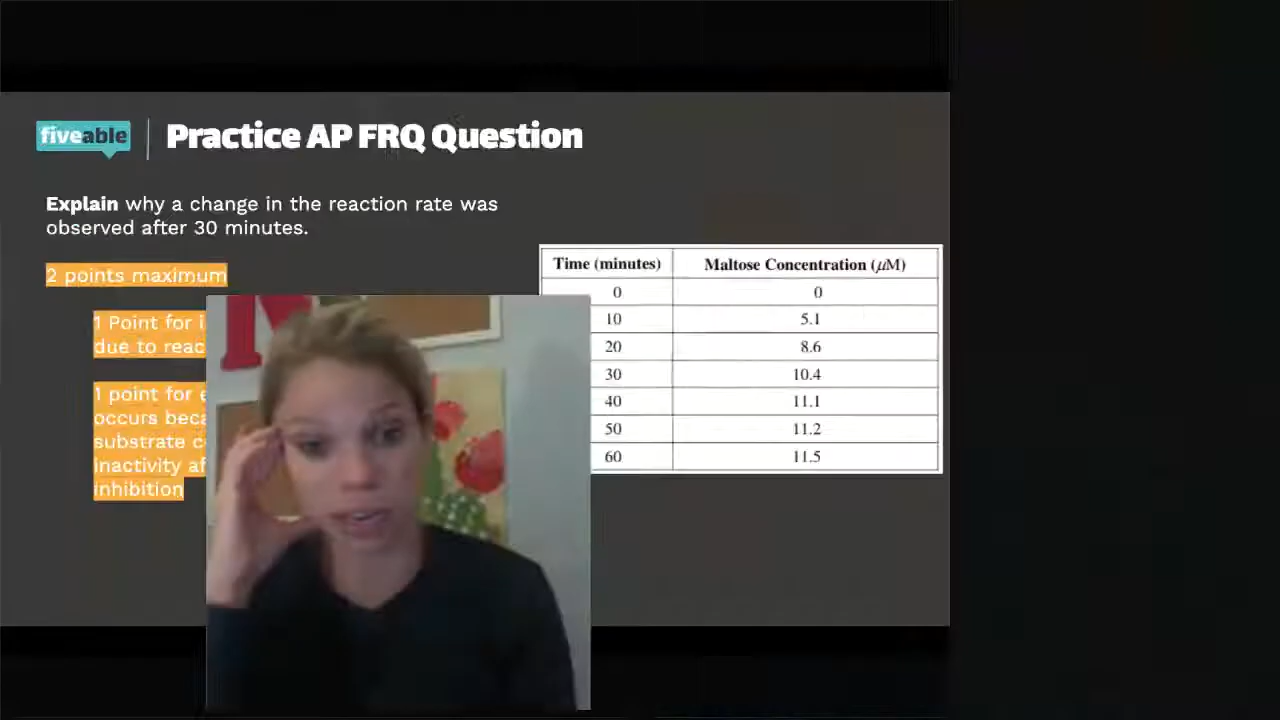 fiveable
Practice AP FRQ Question
Explain why a change in the reaction rate was
observed after 30 minutes.
2 points maximum
1 Point for
due to reac
1 point for
occurs beca
substrate
inactivity
inhibition
Time (minutes) Maltose Concentration (μM)
0 0
10 5.1
20 8.6
30 10.4
40 11.1
50 11.2
60 11.5